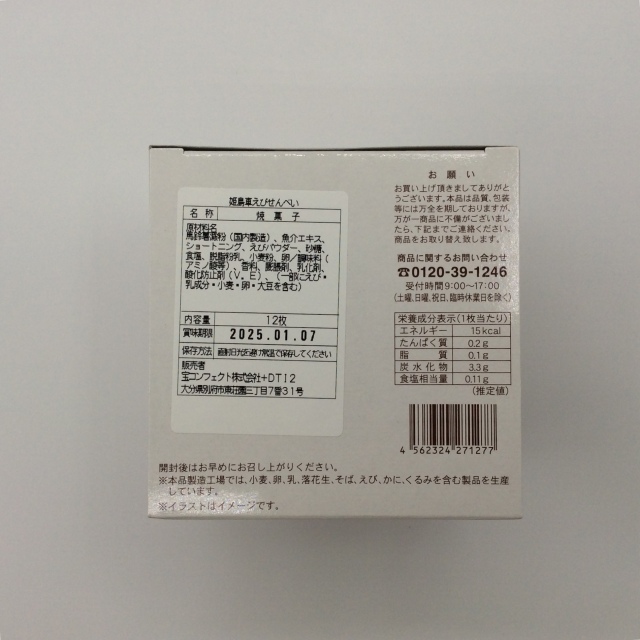 姫島車えびせんべい
名称 焼菓子
原材料名
馬鈴薯澱粉(国内製造)、魚介エキス、
ショートニング、えびパウダー、砂糖、
食塩、脱脂粉乳、小麦粉、卵/調味料(
アミノ酸等)、香料、膨脹剤、乳化剤、
酸化防止剤(V.E)、(一部にえび・
乳成分・小麦・卵・大豆を含む)
内容量 12枚
賞味期限 2025.01.07
保存方法 直射日光を避け常温で保存してください
販売者
宝コンフェクト株式会社+DT12
大分県別府市東荘園三丁目7番31号
お願い
お買い上げ頂きましてありがと
うございます。本品は品質、包装
等には万全を期しておりますが、
万が一商品に不備がございまし
たら、下記までご連絡ください。
商品をお取り替え致します。
商品に関するお問い合わせ
☎0120-39-1246
受付時間9:00〜17:00
(土曜、日曜、祝日、臨時休業日を除く)
栄養成分表示(1枚当たり)
エネルギー 15kcal
たんぱく質 0.2g
脂質 0.1g
炭水化物 3.3g
食塩相当量 0.11g
(推定値)
4 562324 271277
開封後はお早めにお召し上がりください。
※本品製造工場では、小麦、卵、乳、落花生、そば、えび、かに、くるみを含む製品を生産
しています。
※イラストはイメージです。